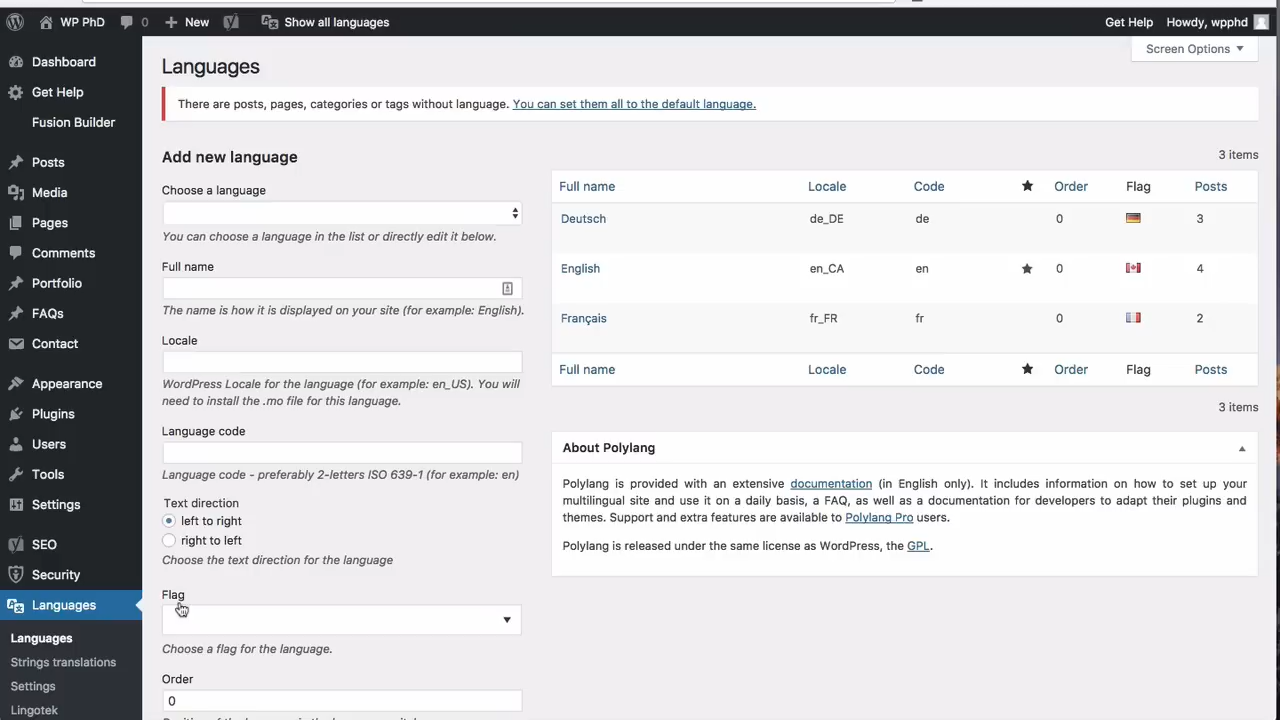 WP PhD
0
New
Show all languages
Get Help
Howdy, wpphd
Screen Options
Dashboard
Get Help
Fusion Builder
Posts
Media
Pages
Comments
Portfolio
FAQs
Contact
Appearance
Plugins
Users
Tools
Settings
SEO
Security
Languages
Languages
Strings translations
Settings
Lingotek
Languages
There are posts, pages, categories or tags without language. You can set them all to the default language.
Add new language
Choose a language
You can choose a language in the list or directly edit it below.
Full name
The name is how it is displayed on your site (for example: English).
Locale
WordPress Locale for the language (for example: en_US). You will
need to install the .mo file for this language.
Language code
Language code - preferably 2-letters ISO 639-1 (for example: en)
Text direction
left to right
right to left
Choose the text direction for the language
Flag
Choose a flag for the language.
Order
0
3 items
Full name Locale Code Order Flag Posts
Deutsch de_DE de 0 3
English en_CA en 0 4
Français fr_FR fr 0 2
Full name Locale Code Order Flag Posts
3 items
About Polylang
Polylang is provided with an extensive documentation (in English only). It includes information on how to set up your
multilingual site and use it on a daily basis, a FAQ, as well as a documentation for developers to adapt their plugins and
themes. Support and extra features are available to Polylang Pro users.
Polylang is released under the same license as WordPress, the GPL.